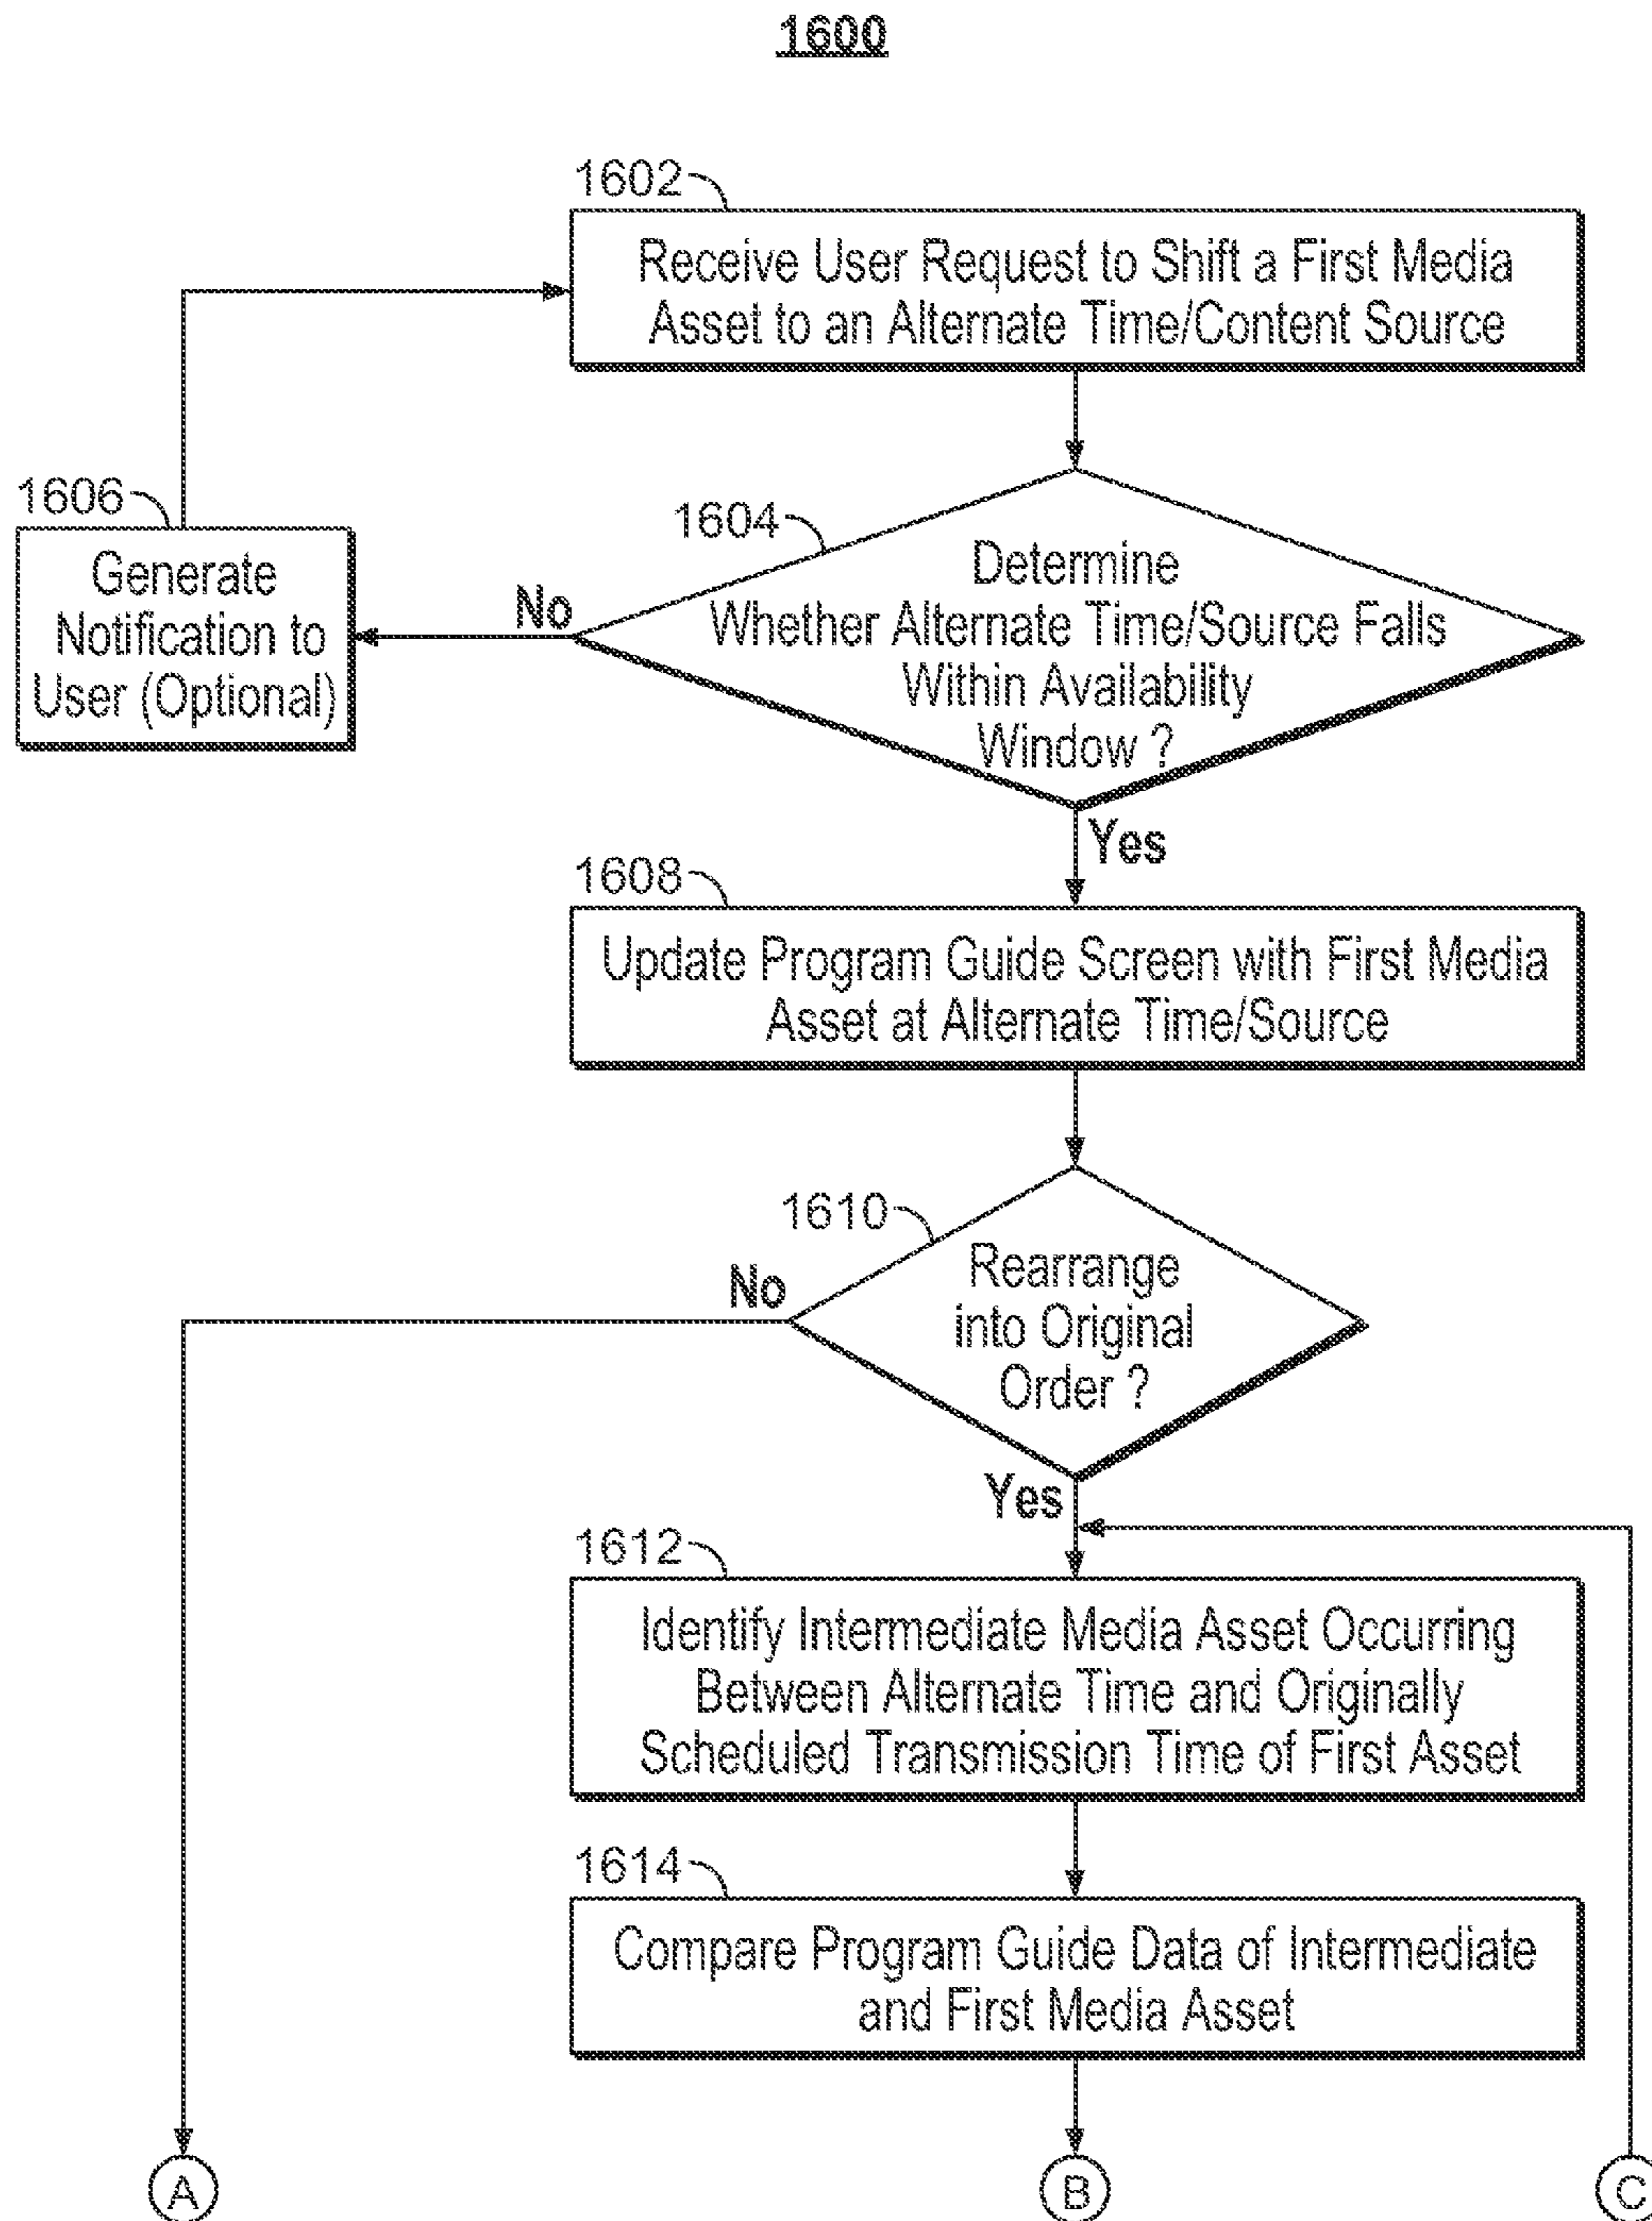 1600
1602
Receive User Request to Shift a First Media
Asset to an Alternate Time/Content Source
1606
Generate
Notification to
User (Optional)
No
1604
Determine
Whether Alternate Time/Source Falls
Within Availability
Window ?
Yes
1608
Update Program Guide Screen with First Media
Asset at Alternate Time/Source
1610
No
Rearrange
into Original
Order ?
Yes
1612
Identify Intermediate Media Asset Occurring
Between Alternate Time and Originally
Scheduled Transmission Time of First Asset
1614
Compare Program Guide Data of Intermediate
and First Media Asset
A
B
C